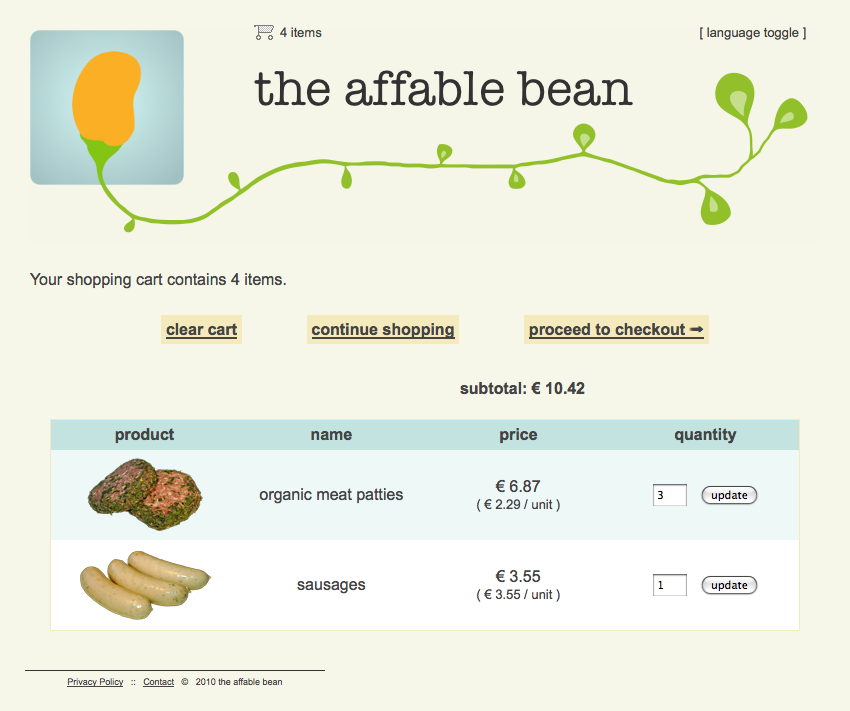 4 items
[ language toggle ]
the affable bean
Your shopping cart contains 4 items.
clear cart
continue shopping
proceed to checkout ➞
subtotal: € 10.42
product name price quantity
organic meat patties € 6.87 3 update
( € 2.29 / unit )
sausages € 3.55 1 update
( € 3.55 / unit )
Privacy Policy :: Contact © 2010 the affable bean